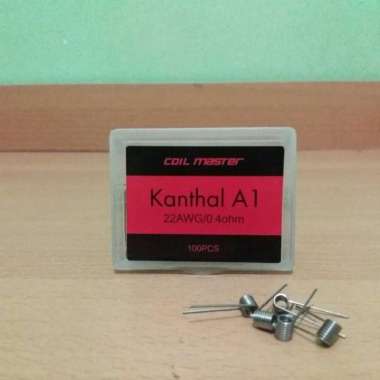 COIL MASTER
Kanthal A1
22AWG/0.4ohm
100PCS